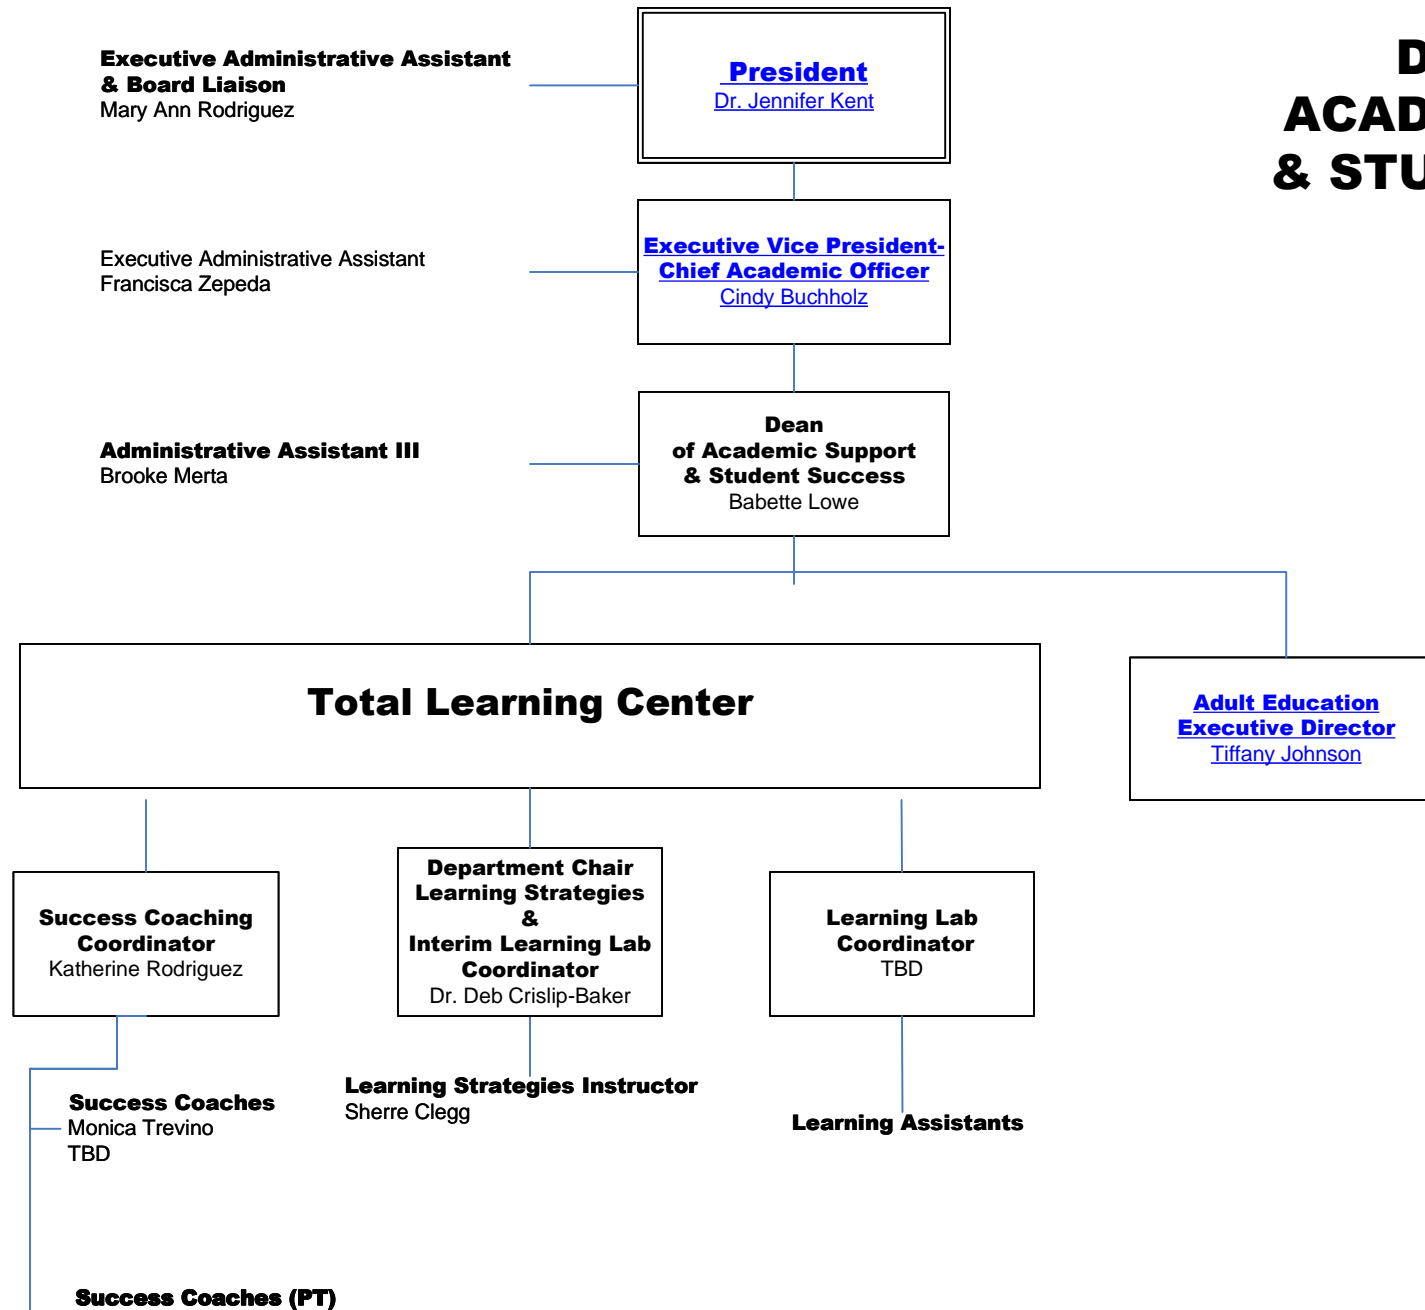 Executive Administrative Assistant
& Board Liaison
Mary Ann Rodriguez
President
Dr. Jennifer Kent
D
ACAD
& STU
Executive Administrative Assistant
Francisca Zepeda
Executive Vice President-
Chief Academic Officer
Cindy Buchholz
Administrative Assistant III
Brooke Merta
Dean
of Academic Support
& Student Success
Babette Lowe
Total Learning Center
Adult Education
Executive Director
Tiffany Johnson
Success Coaching
Coordinator
Katherine Rodriguez
Department Chair
Learning Strategies
&
Interim Learning Lab
Coordinator
Dr. Deb Crislip-Baker
Learning Lab
Coordinator
TBD
Success Coaches
Monica Trevino
TBD
Learning Strategies Instructor
Sherre Clegg
Learning Assistants
Success Coaches (PT)